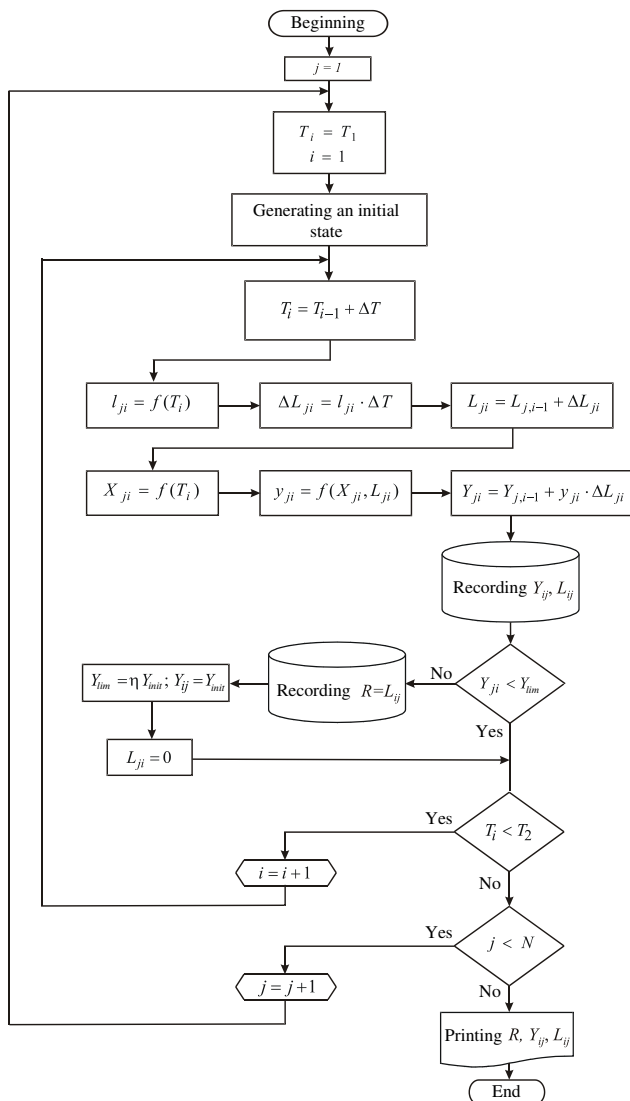 Beginning
j = 1
T_i = T_1
i = 1
Generating an initial
state
T_i = T_{i−1} + ΔT
l_{ji} = f(T_i)
ΔL_{ji} = l_{ji} · ΔT
L_{ji} = L_{j,i−1} + ΔL_{ji}
X_{ji} = f(T_i)
y_{ji} = f(X_{ji}, L_{ji})
Y_{ji} = Y_{j,i−1} + y_{ji} · ΔL_{ji}
Recording Y_{ij}, L_{ij}
Y_{ji} < Y_{lim}
No
Recording R=L_{ij}
Y_{lim} = η Y_{init}; Y_{ij} = Y_{init}
Yes
L_{ji} = 0
T_i < T_2
Yes
i = i+1
No
j < N
Yes
j = j+1
No
Printing R, Y_{ij}, L_{ij}
End